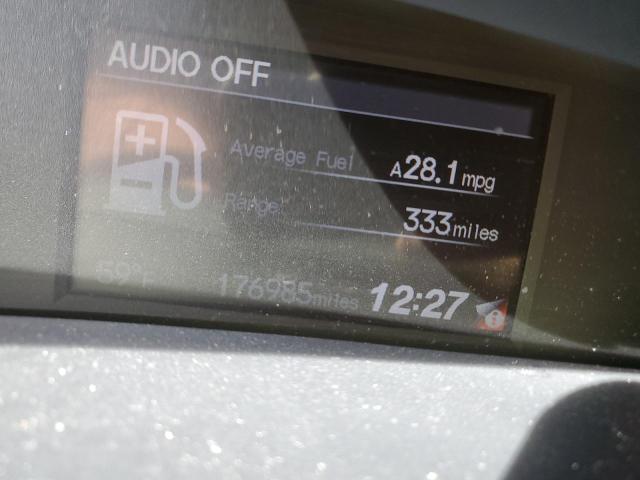 AUDIO OFF
Average Fuel A28.1mpg
Range 333miles
59°F 176985miles 12:27